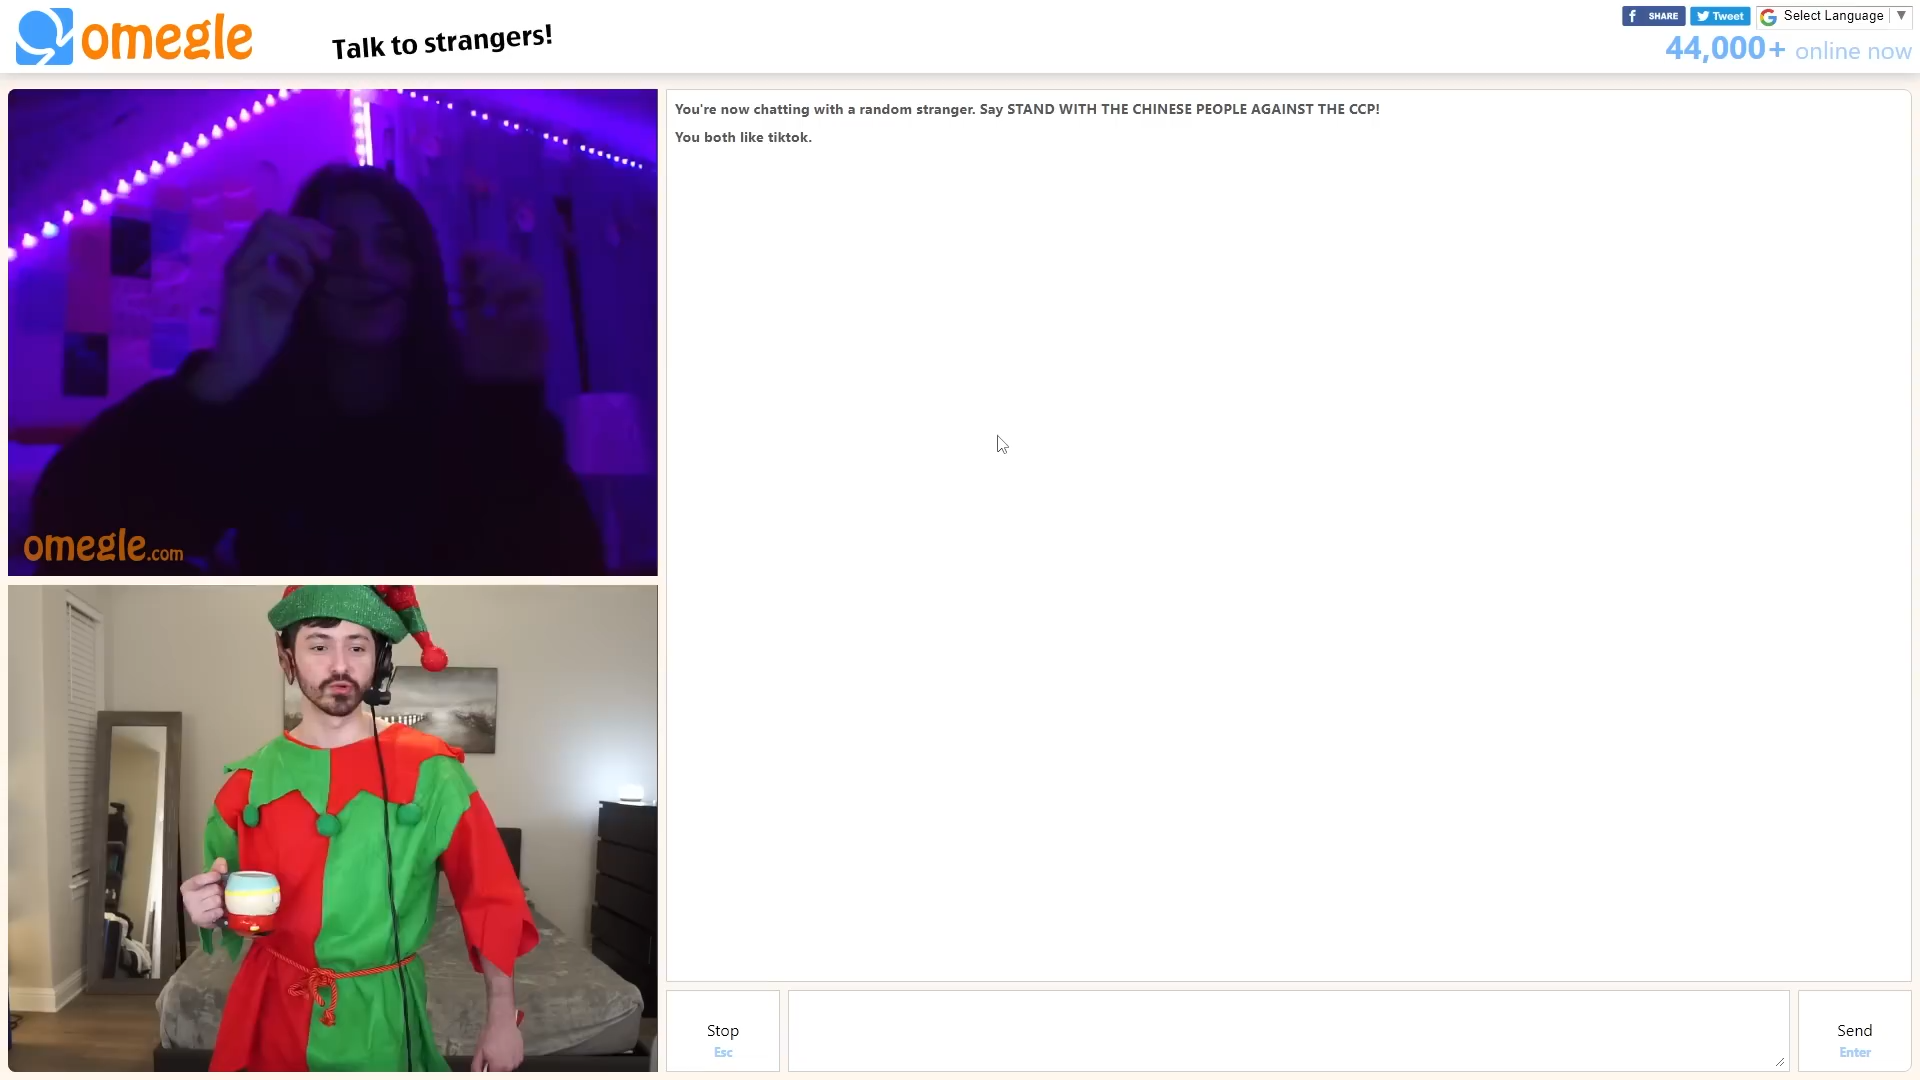 omegle
Talk to strangers!
SHARE
Tweet
Select Language ▼
44,000+ online now
You're now chatting with a random stranger. Say STAND WITH THE CHINESE PEOPLE AGAINST THE CCP!
You both like tiktok.
omegle.com
Stop
Esc
Send
Enter